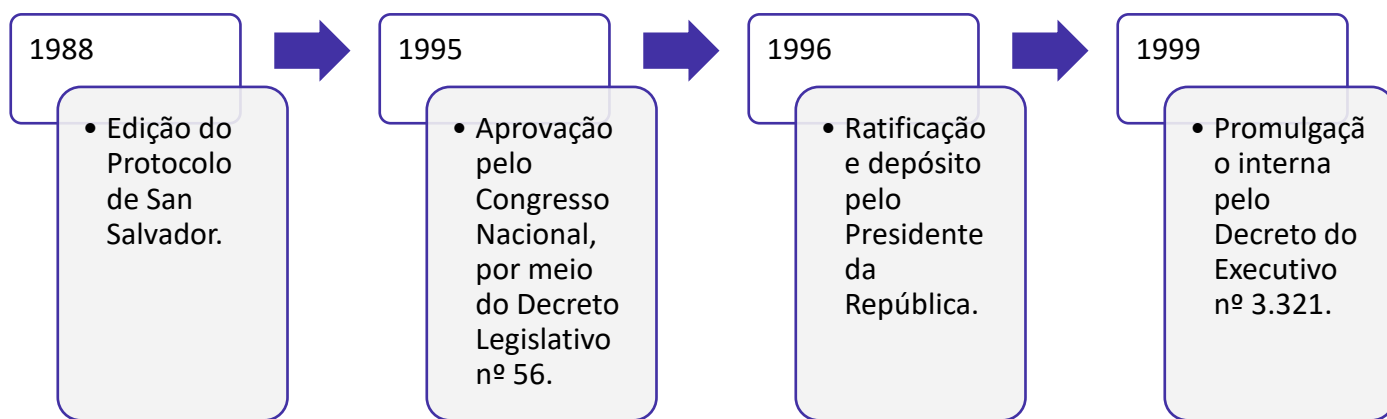 1988
• Edição do
Protocolo
de San
Salvador.
1995
• Aprovação
pelo
Congresso
Nacional,
por meio
do Decreto
Legislativo
nº 56.
1996
• Ratificação
e depósito
pelo
Presidente
da
República.
1999
• Promulgaçã
o interna
pelo
Decreto do
Executivo
nº 3.321.